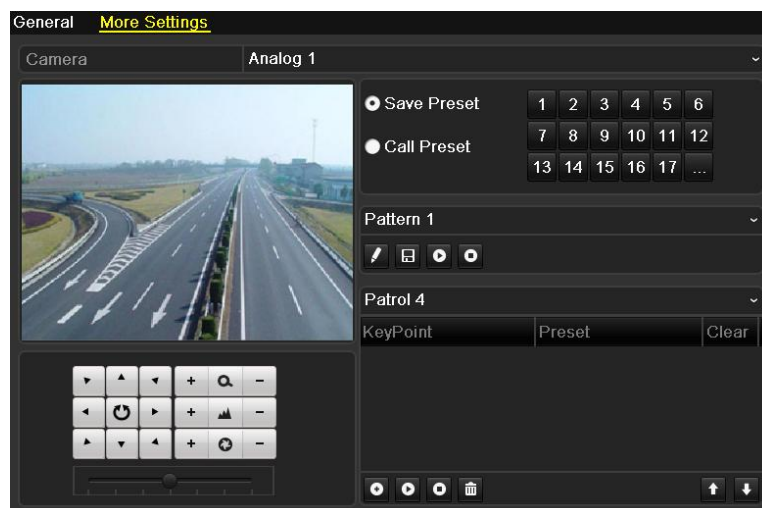 General More Settings
Camera Analog 1
Save Preset 1 2 3 4 5 6
Call Preset 7 8 9 10 11 12
13 14 15 16 17 ...
Pattern 1
Patrol 4
KeyPoint Preset Clear